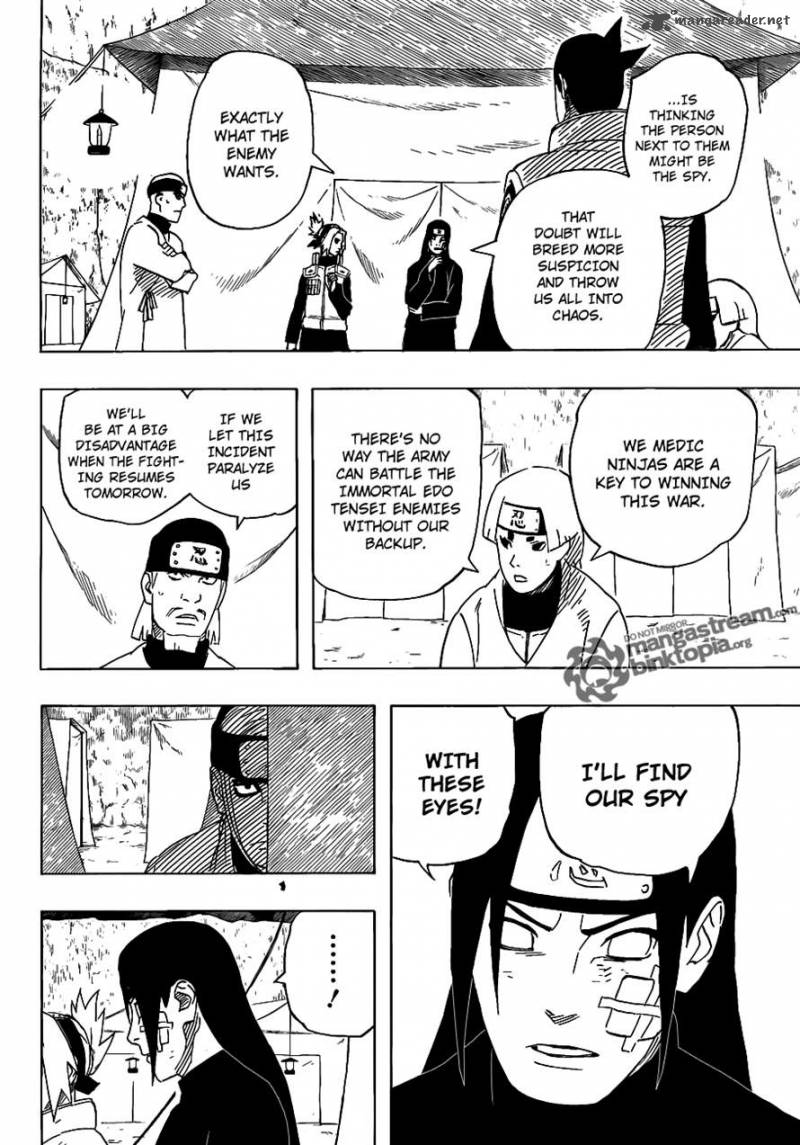 mangareader.net
...IS
THINKING
THE PERSON
NEXT TO THEM
MIGHT BE
THE SPY.
THAT
DOUBT WILL
BREED MORE
SUSPICION
AND THROW
US ALL INTO
CHAOS.
EXACTLY
WHAT THE
ENEMY
WANTS.
WE MEDIC
NINJAS ARE A
KEY TO WINNING
THIS WAR.
THERE'S NO
WAY THE ARMY
CAN BATTLE THE
IMMORTAL EDO
TENSEI ENEMIES
WITHOUT OUR
BACKUP.
忍
IF WE
LET THIS
INCIDENT
PARALYZE
US
WE'LL
BE AT A BIG
DISADVANTAGE
WHEN THE FIGHT-
ING RESUMES
TOMORROW.
忍
DO NOT MIRROR
mangastream.com
binktopia.org
I'LL FIND
OUR SPY
WITH
THESE
EYES!
......!